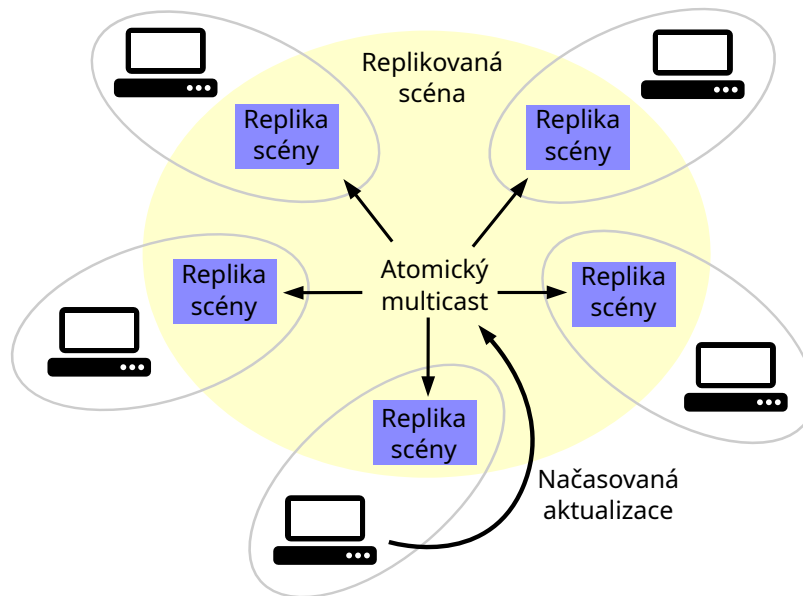 Replikovaná
scéna
Replika
scény
Replika
scény
Atomický
multicast
Replika
scény
Replika
scény
Replika
scény
Načasovaná
aktualizace